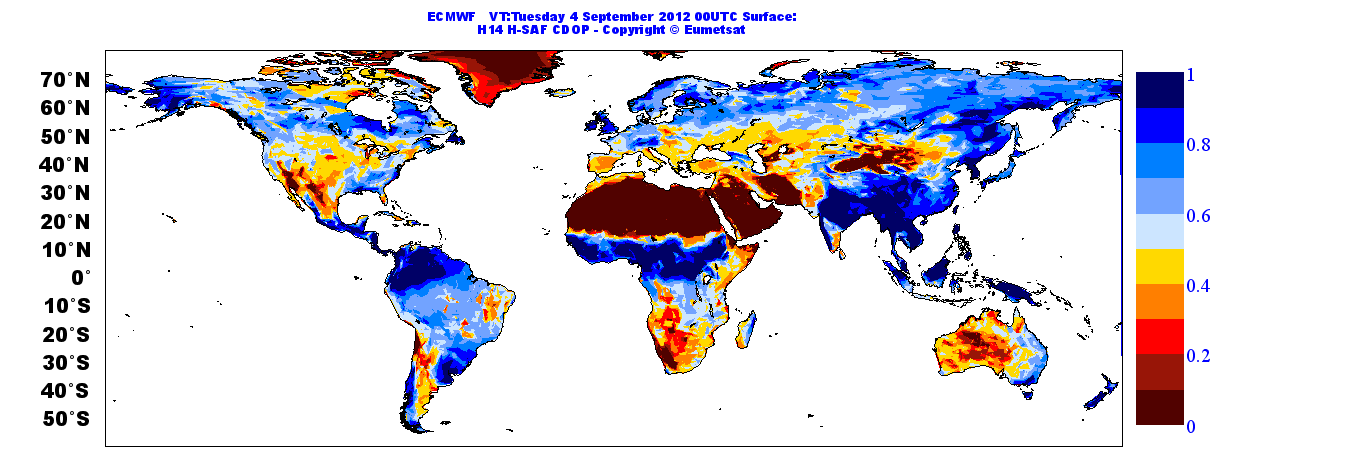 ECMWF VT:Tuesday 4 September 2012 00UTC Surface:
H14 H-SAF CDOP - Copyright © Eumetsat
70°N
60°N
50°N
40°N
30°N
20°N
10°N
0°
10°S
20°S
30°S
40°S
50°S
1
0.8
0.6
0.4
0.2
0